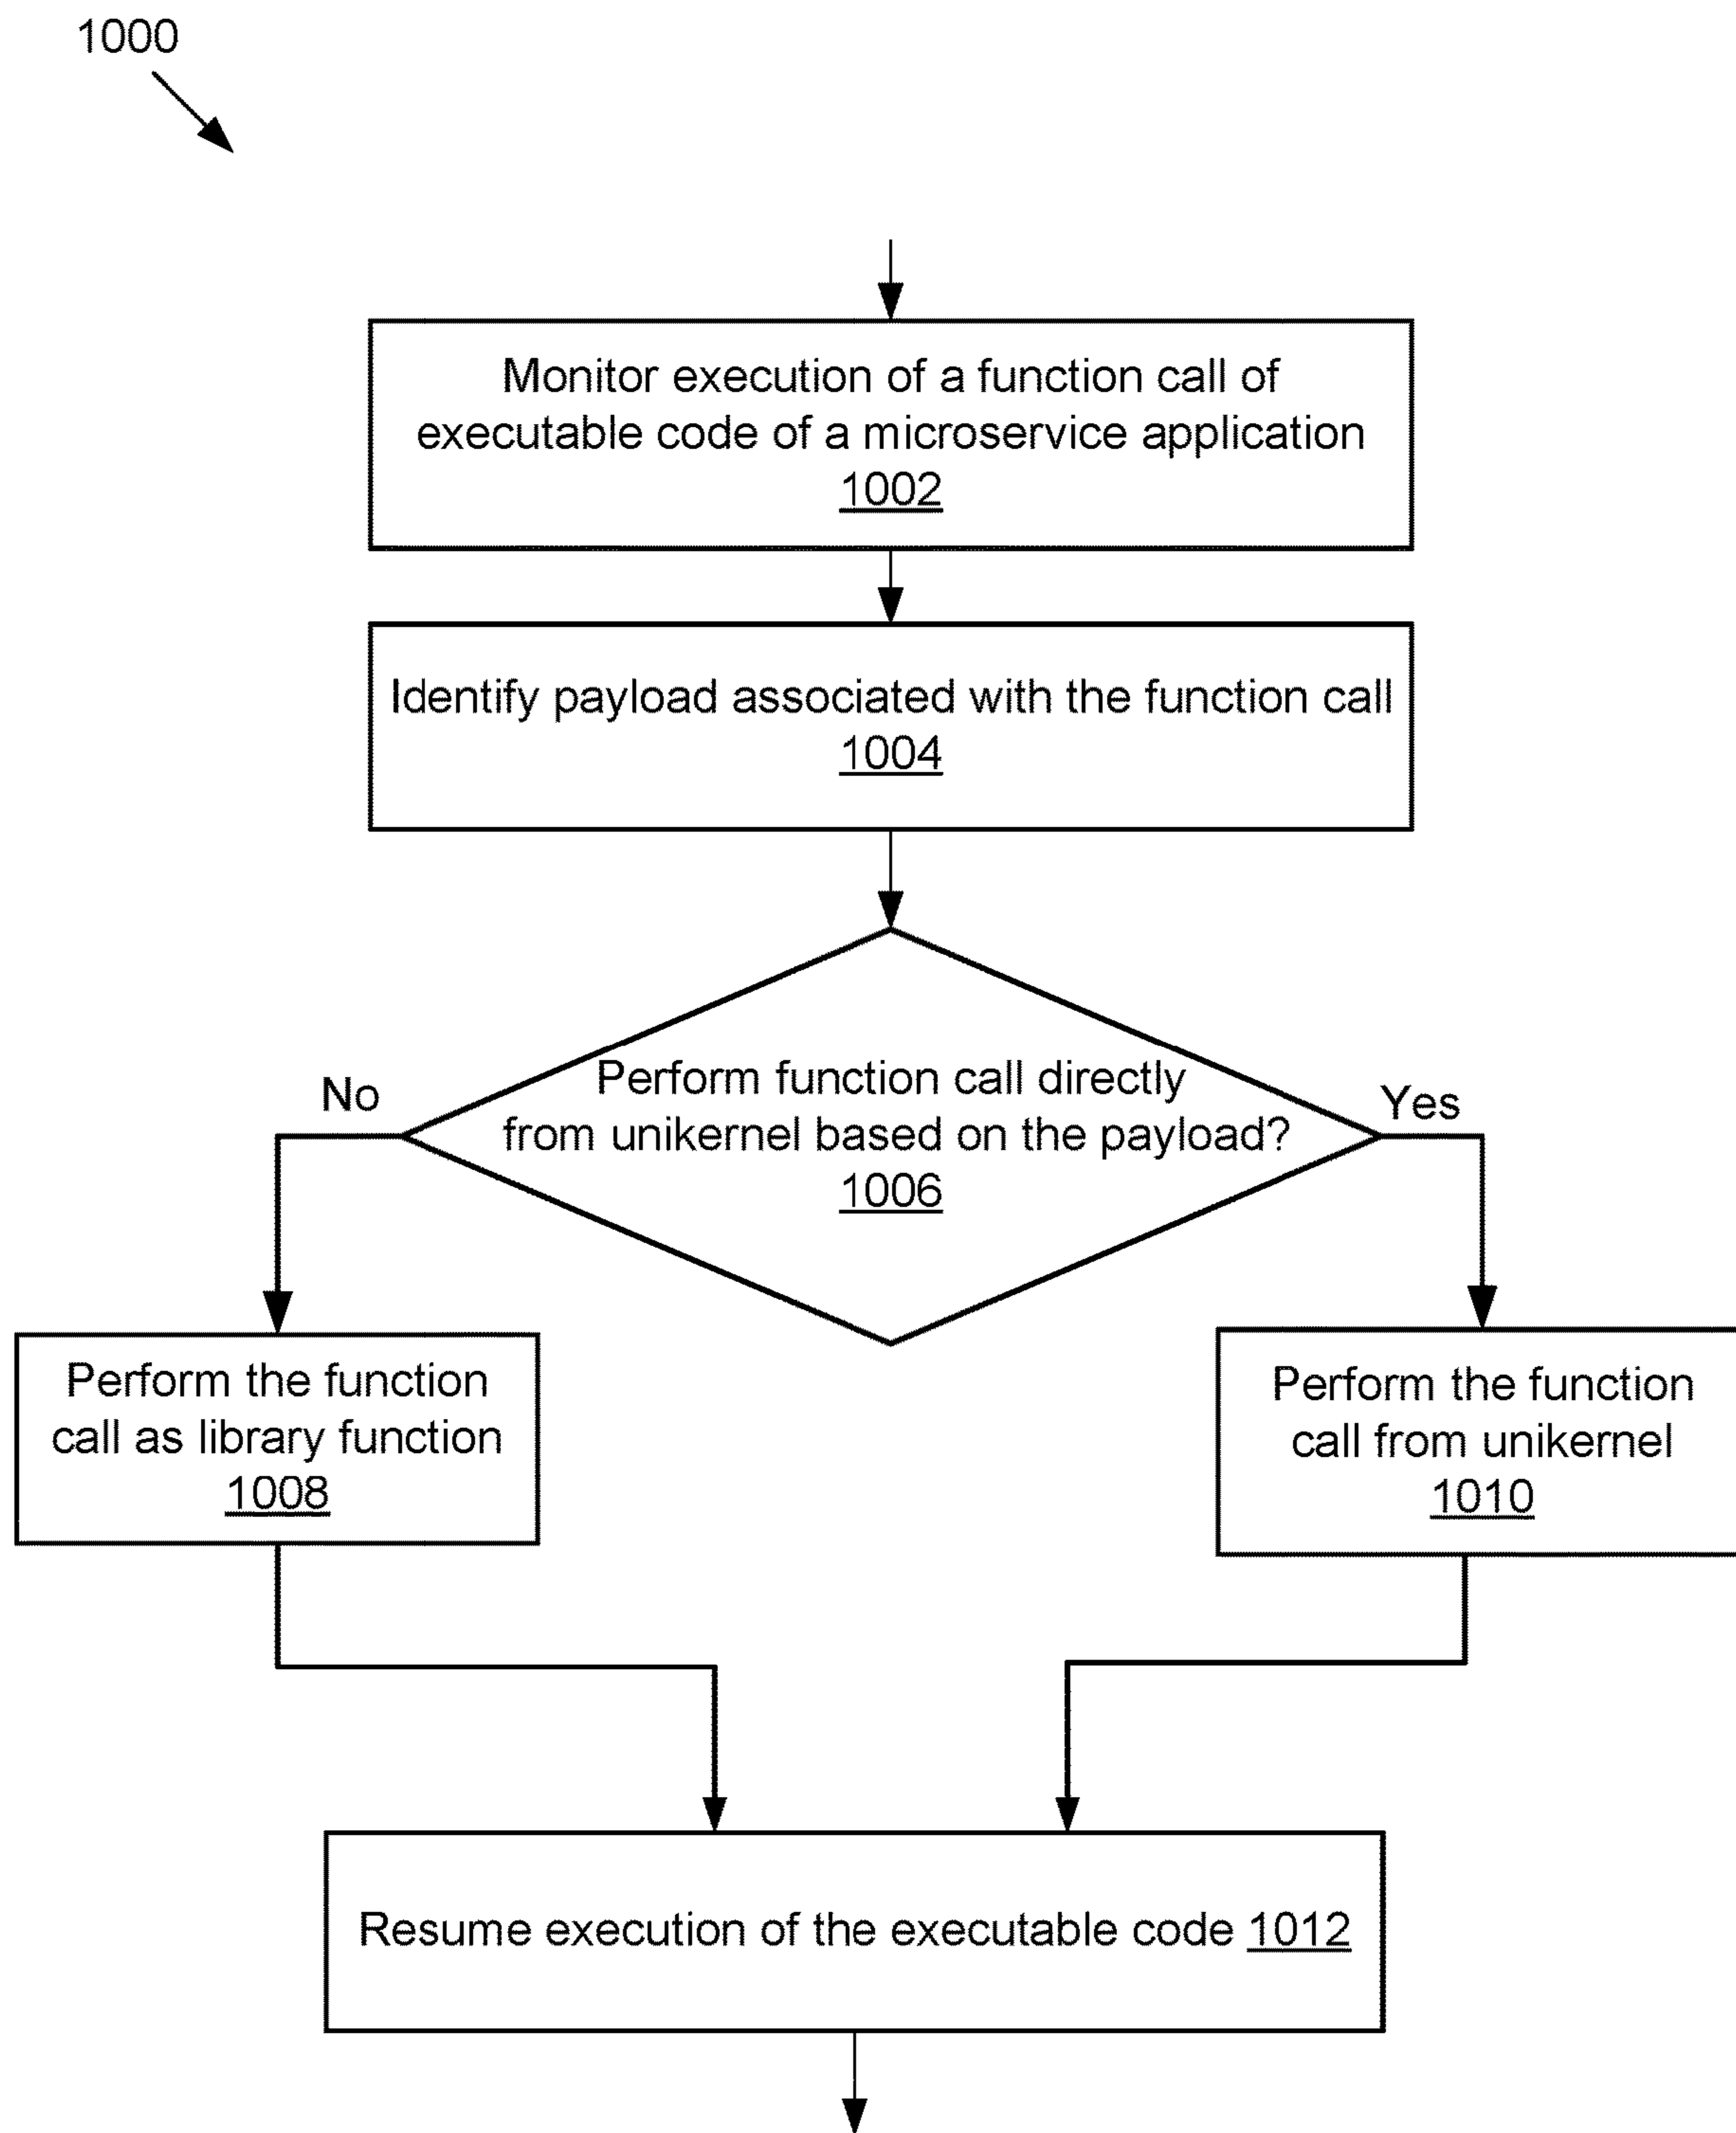 1000
Monitor execution of a function call of
executable code of a microservice application
1002
Identify payload associated with the function call
1004
Perform function call directly
from unikernel based on the payload?
1006
No
Yes
Perform the function
call as library function
1008
Perform the function
call from unikernel
1010
Resume execution of the executable code 1012